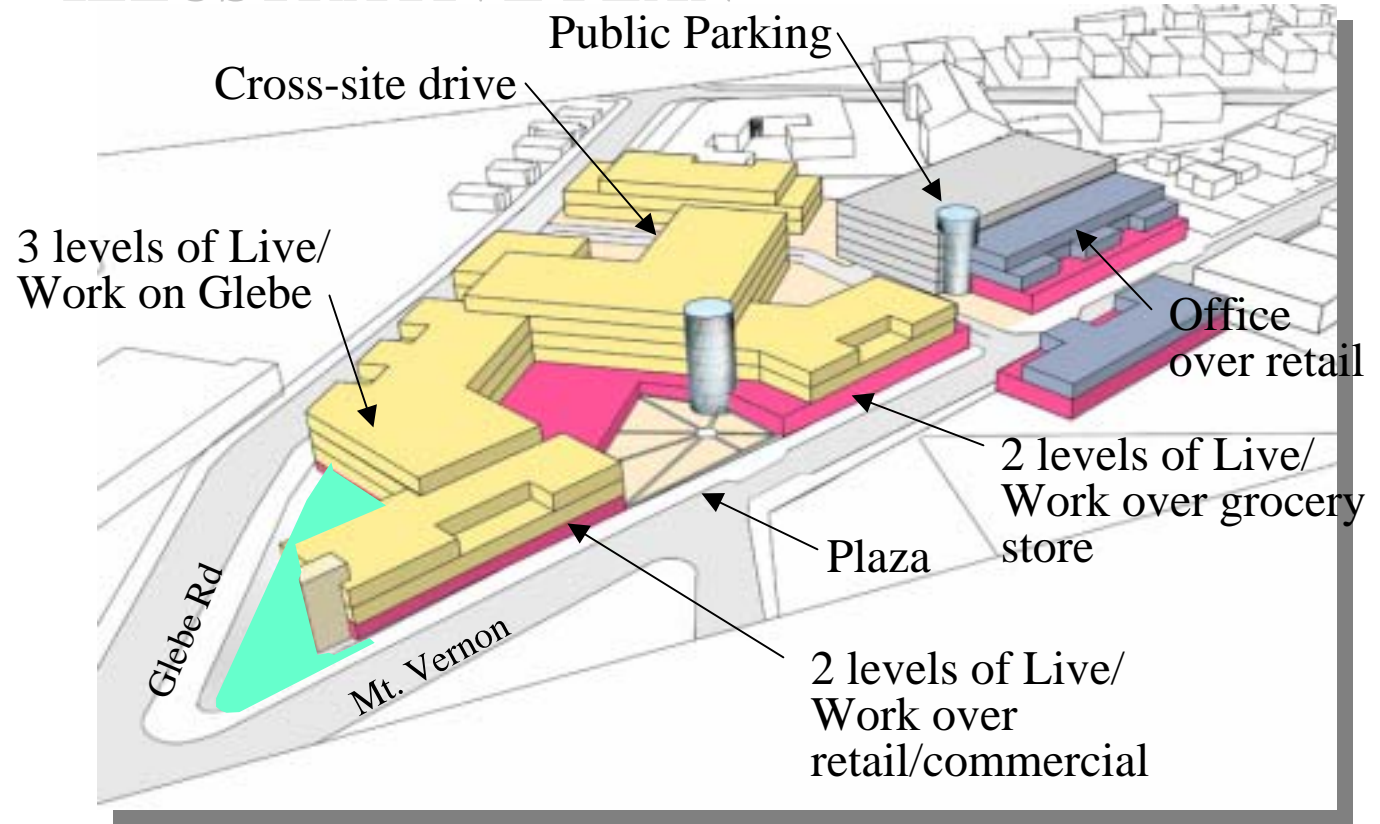 Public Parking
Cross-site drive
3 levels of Live/
Work on Glebe
Office
over retail
2 levels of Live/
Work over grocery
store
Plaza
Glebe Rd
Mt. Vernon
2 levels of Live/
Work over
retail/commercial